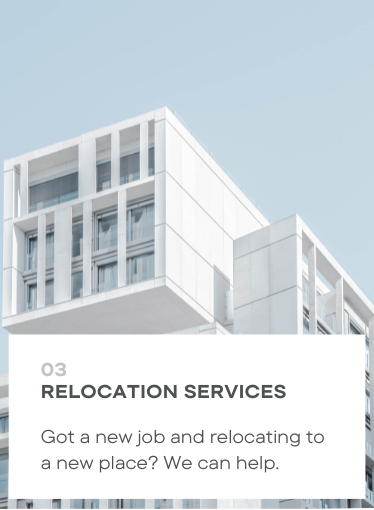 03
RELOCATION SERVICES
Got a new job and relocating to
a new place? We can help.